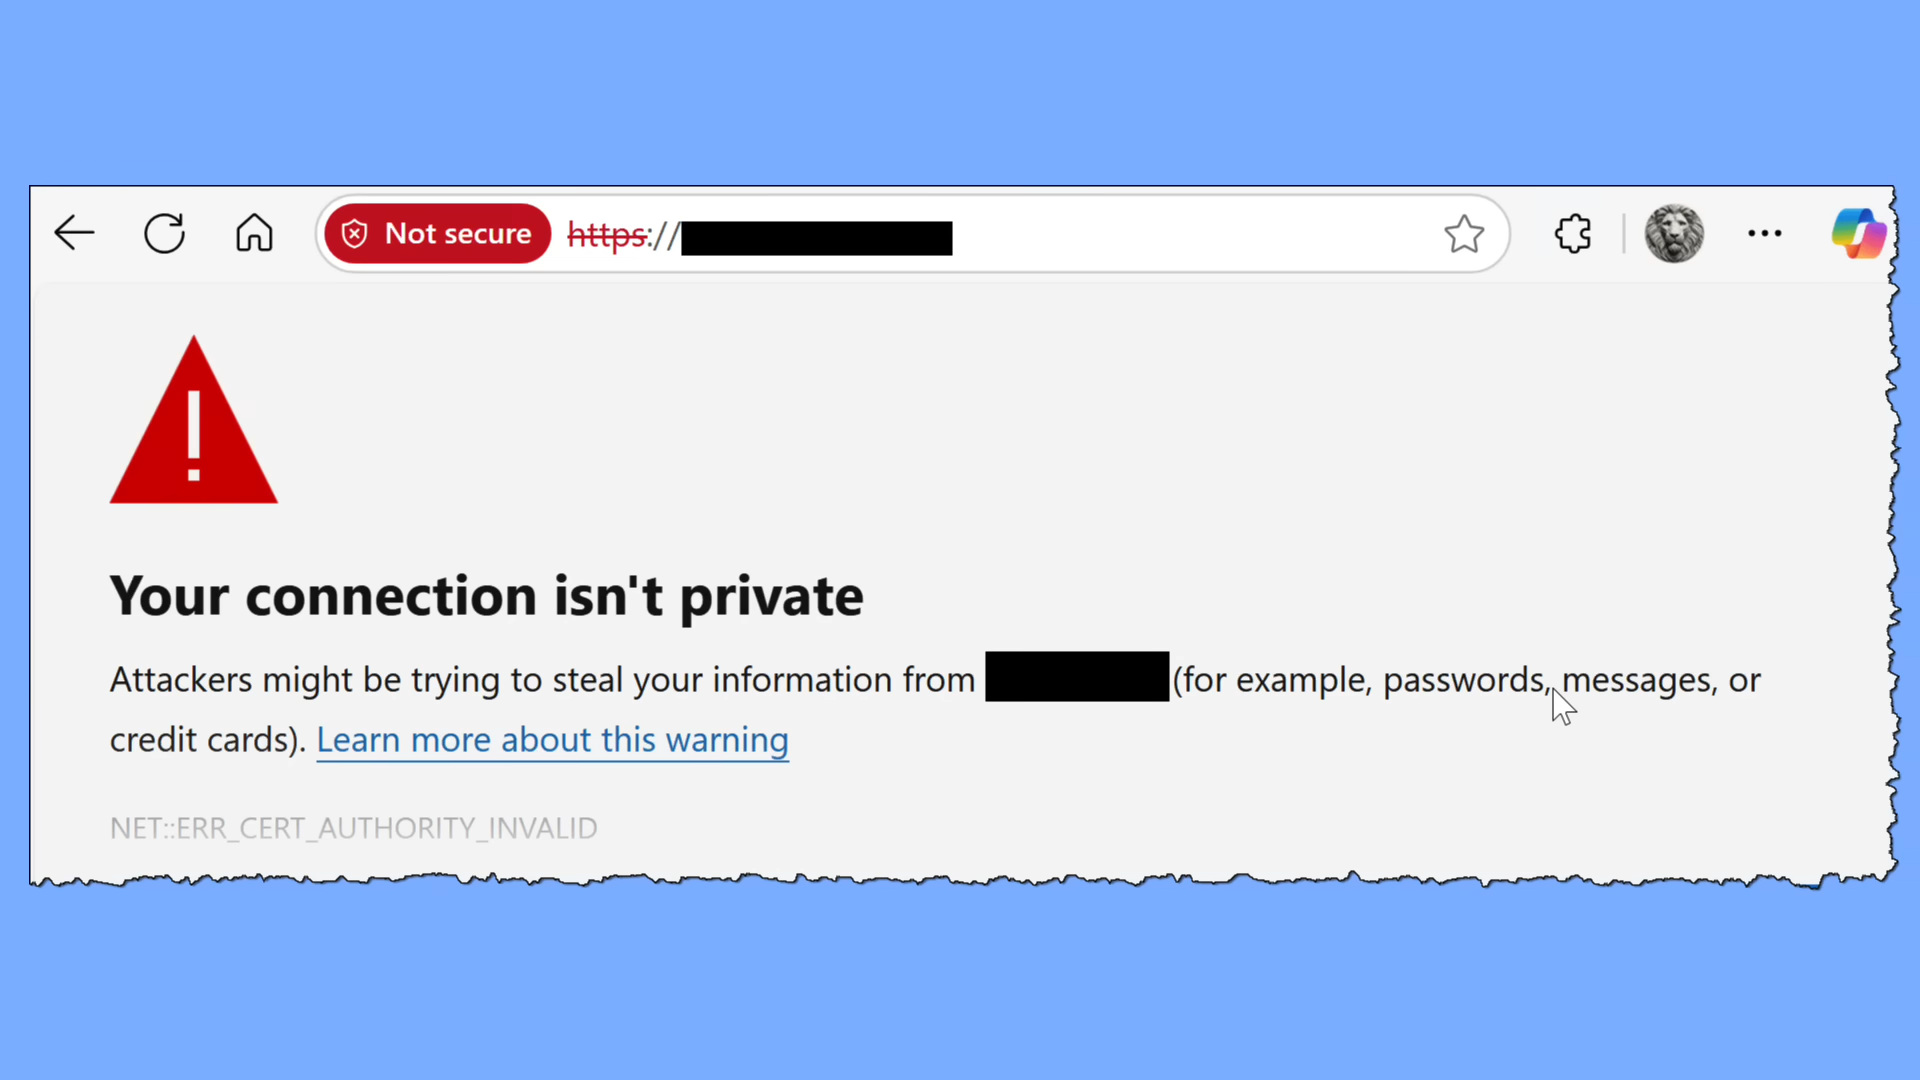 Not secure https://
!
Your connection isn't private
Attackers might be trying to steal your information from (for example, passwords, messages, or
credit cards). Learn more about this warning
NET::ERR_CERT_AUTHORITY_INVALID